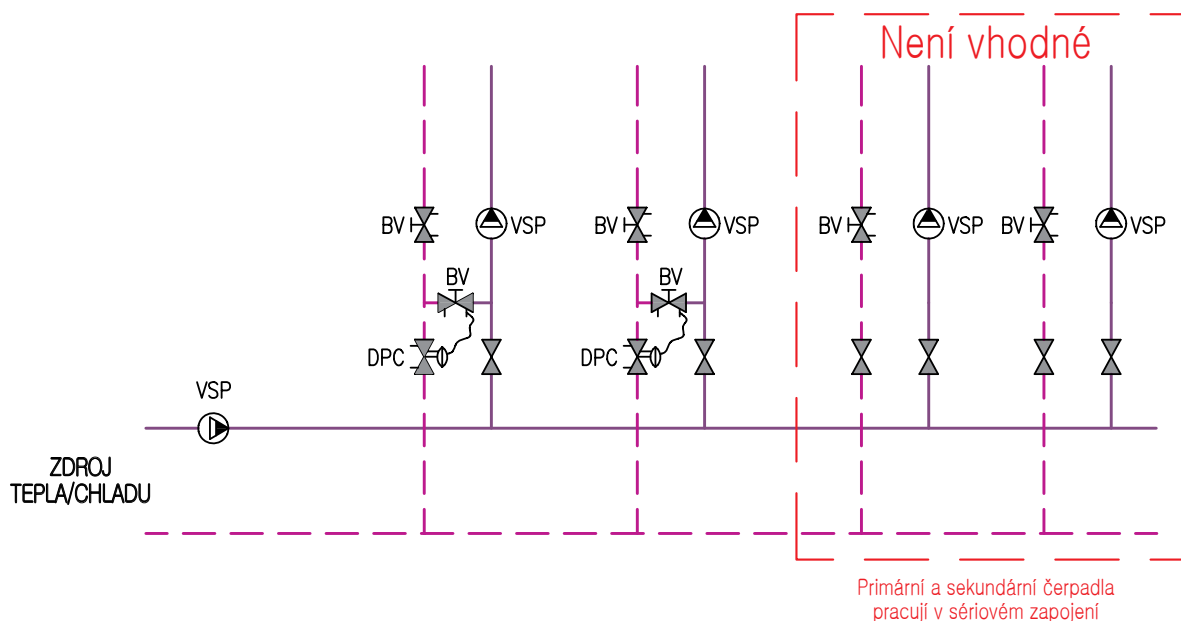 Není vhodné
BV
VSP
BV
VSP
BV
VSP
BV
VSP
BV
BV
DPC
DPC
VSP
ZDROJ
TEPLA/CHLADU
Primární a sekundární čerpadla
pracují v sériovém zapojení